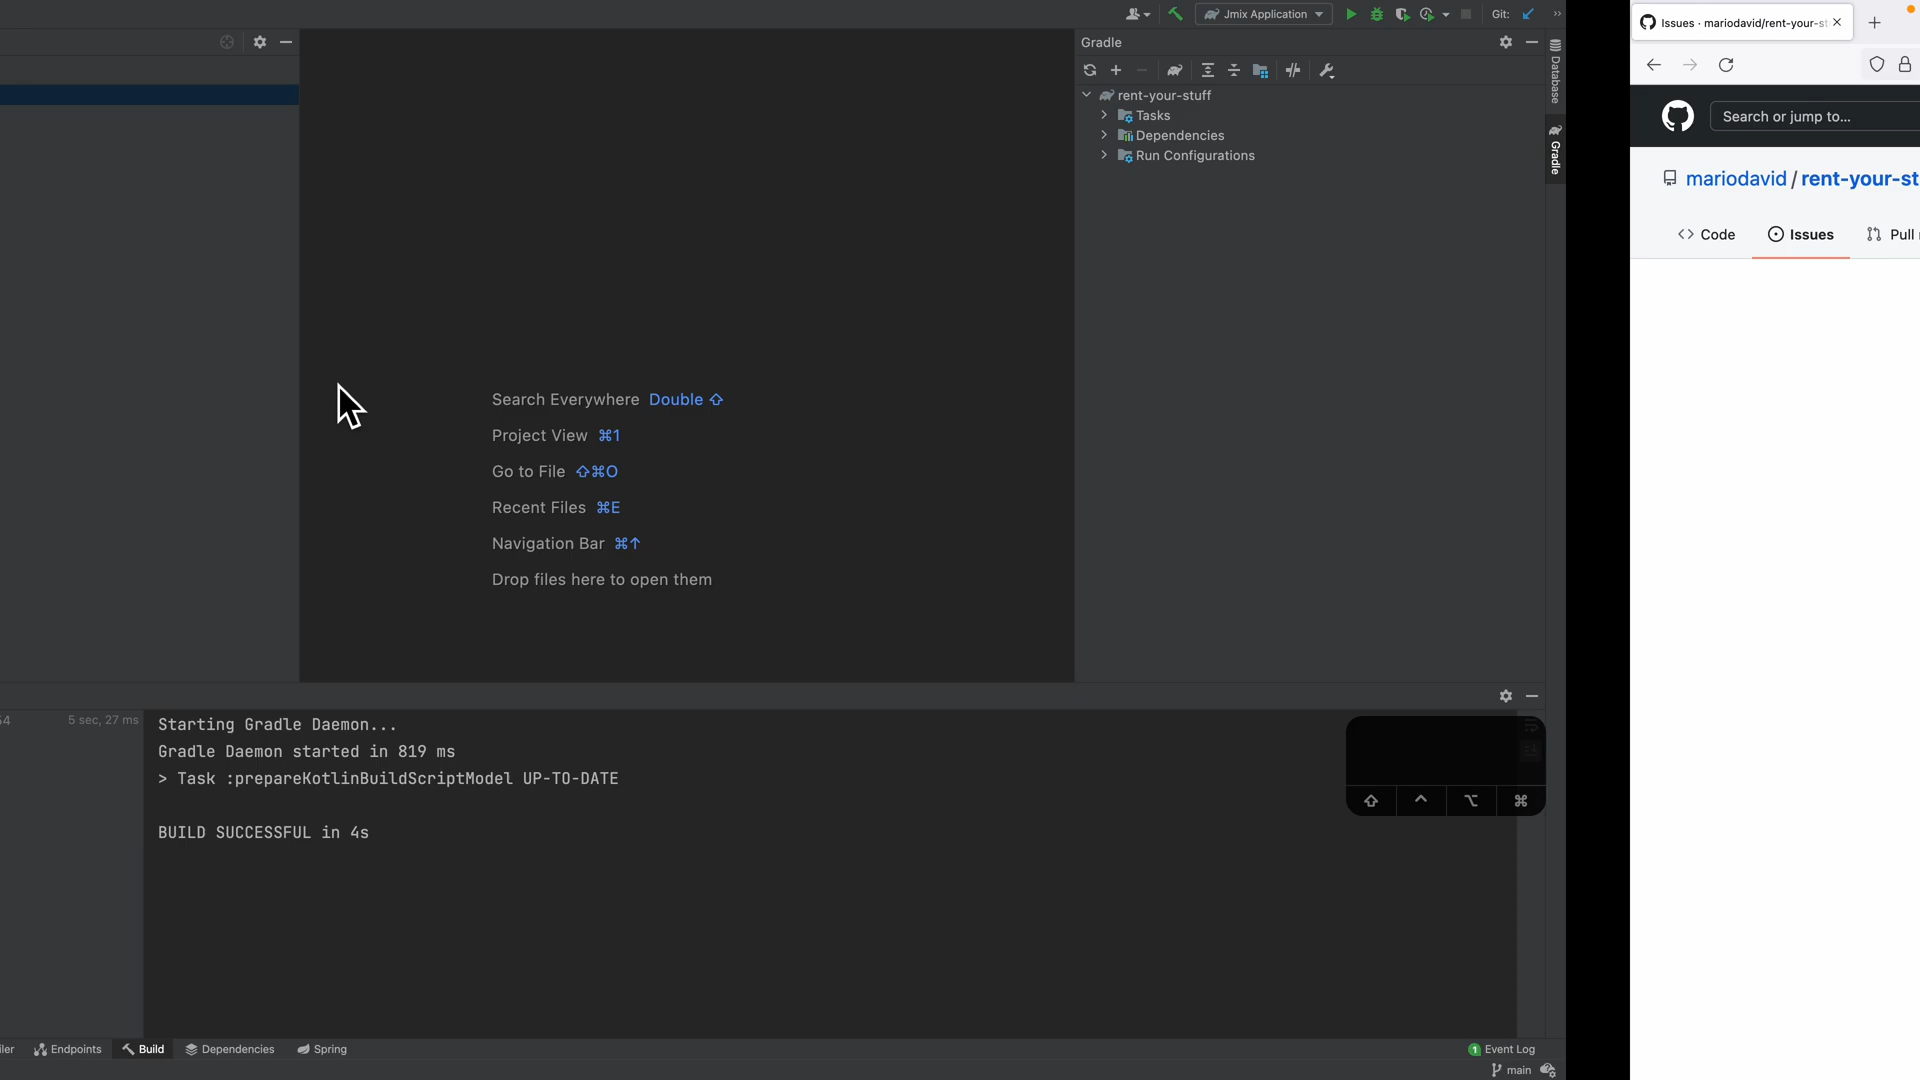 Jmix Application
Git:
Gradle
rent-your-stuff
Tasks
Dependencies
Run Configurations
Database
Gradle
Search Everywhere Double ⇧
Project View ⌘1
Go to File ⇧⌘O
Recent Files ⌘E
Navigation Bar ⌘↑
Drop files here to open them
54 5 sec, 27 ms
Starting Gradle Daemon...
Gradle Daemon started in 819 ms
> Task :prepareKotlinBuildScriptModel UP-TO-DATE
BUILD SUCCESSFUL in 4s
⇧ ^ ⌥ ⌘
iler Endpoints Build Dependencies Spring
1 Event Log
main
Issues · mariodavid/rent-your-st
Search or jump to...
mariodavid / rent-your-st
Code Issues Pull